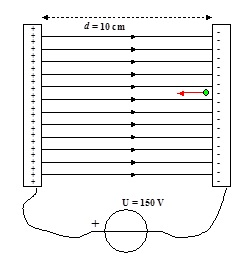 d = 10 cm
U = 150 V
+